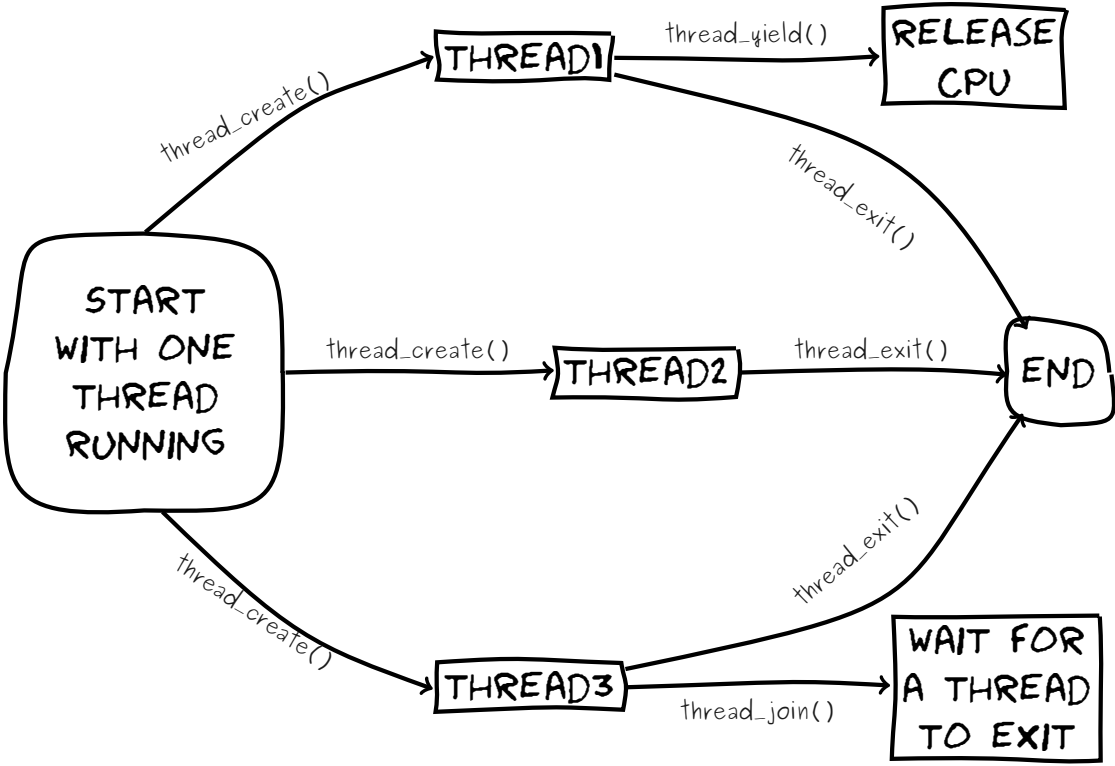 thread_yield()
RELEASE
CPU
THREAD1
thread_create()
thread_exit()
START
WITH ONE
THREAD
RUNNING
thread_create()
THREAD2
thread_exit()
END
thread_create()
thread_exit()
THREAD3
thread_join()
WAIT FOR
A THREAD
TO EXIT